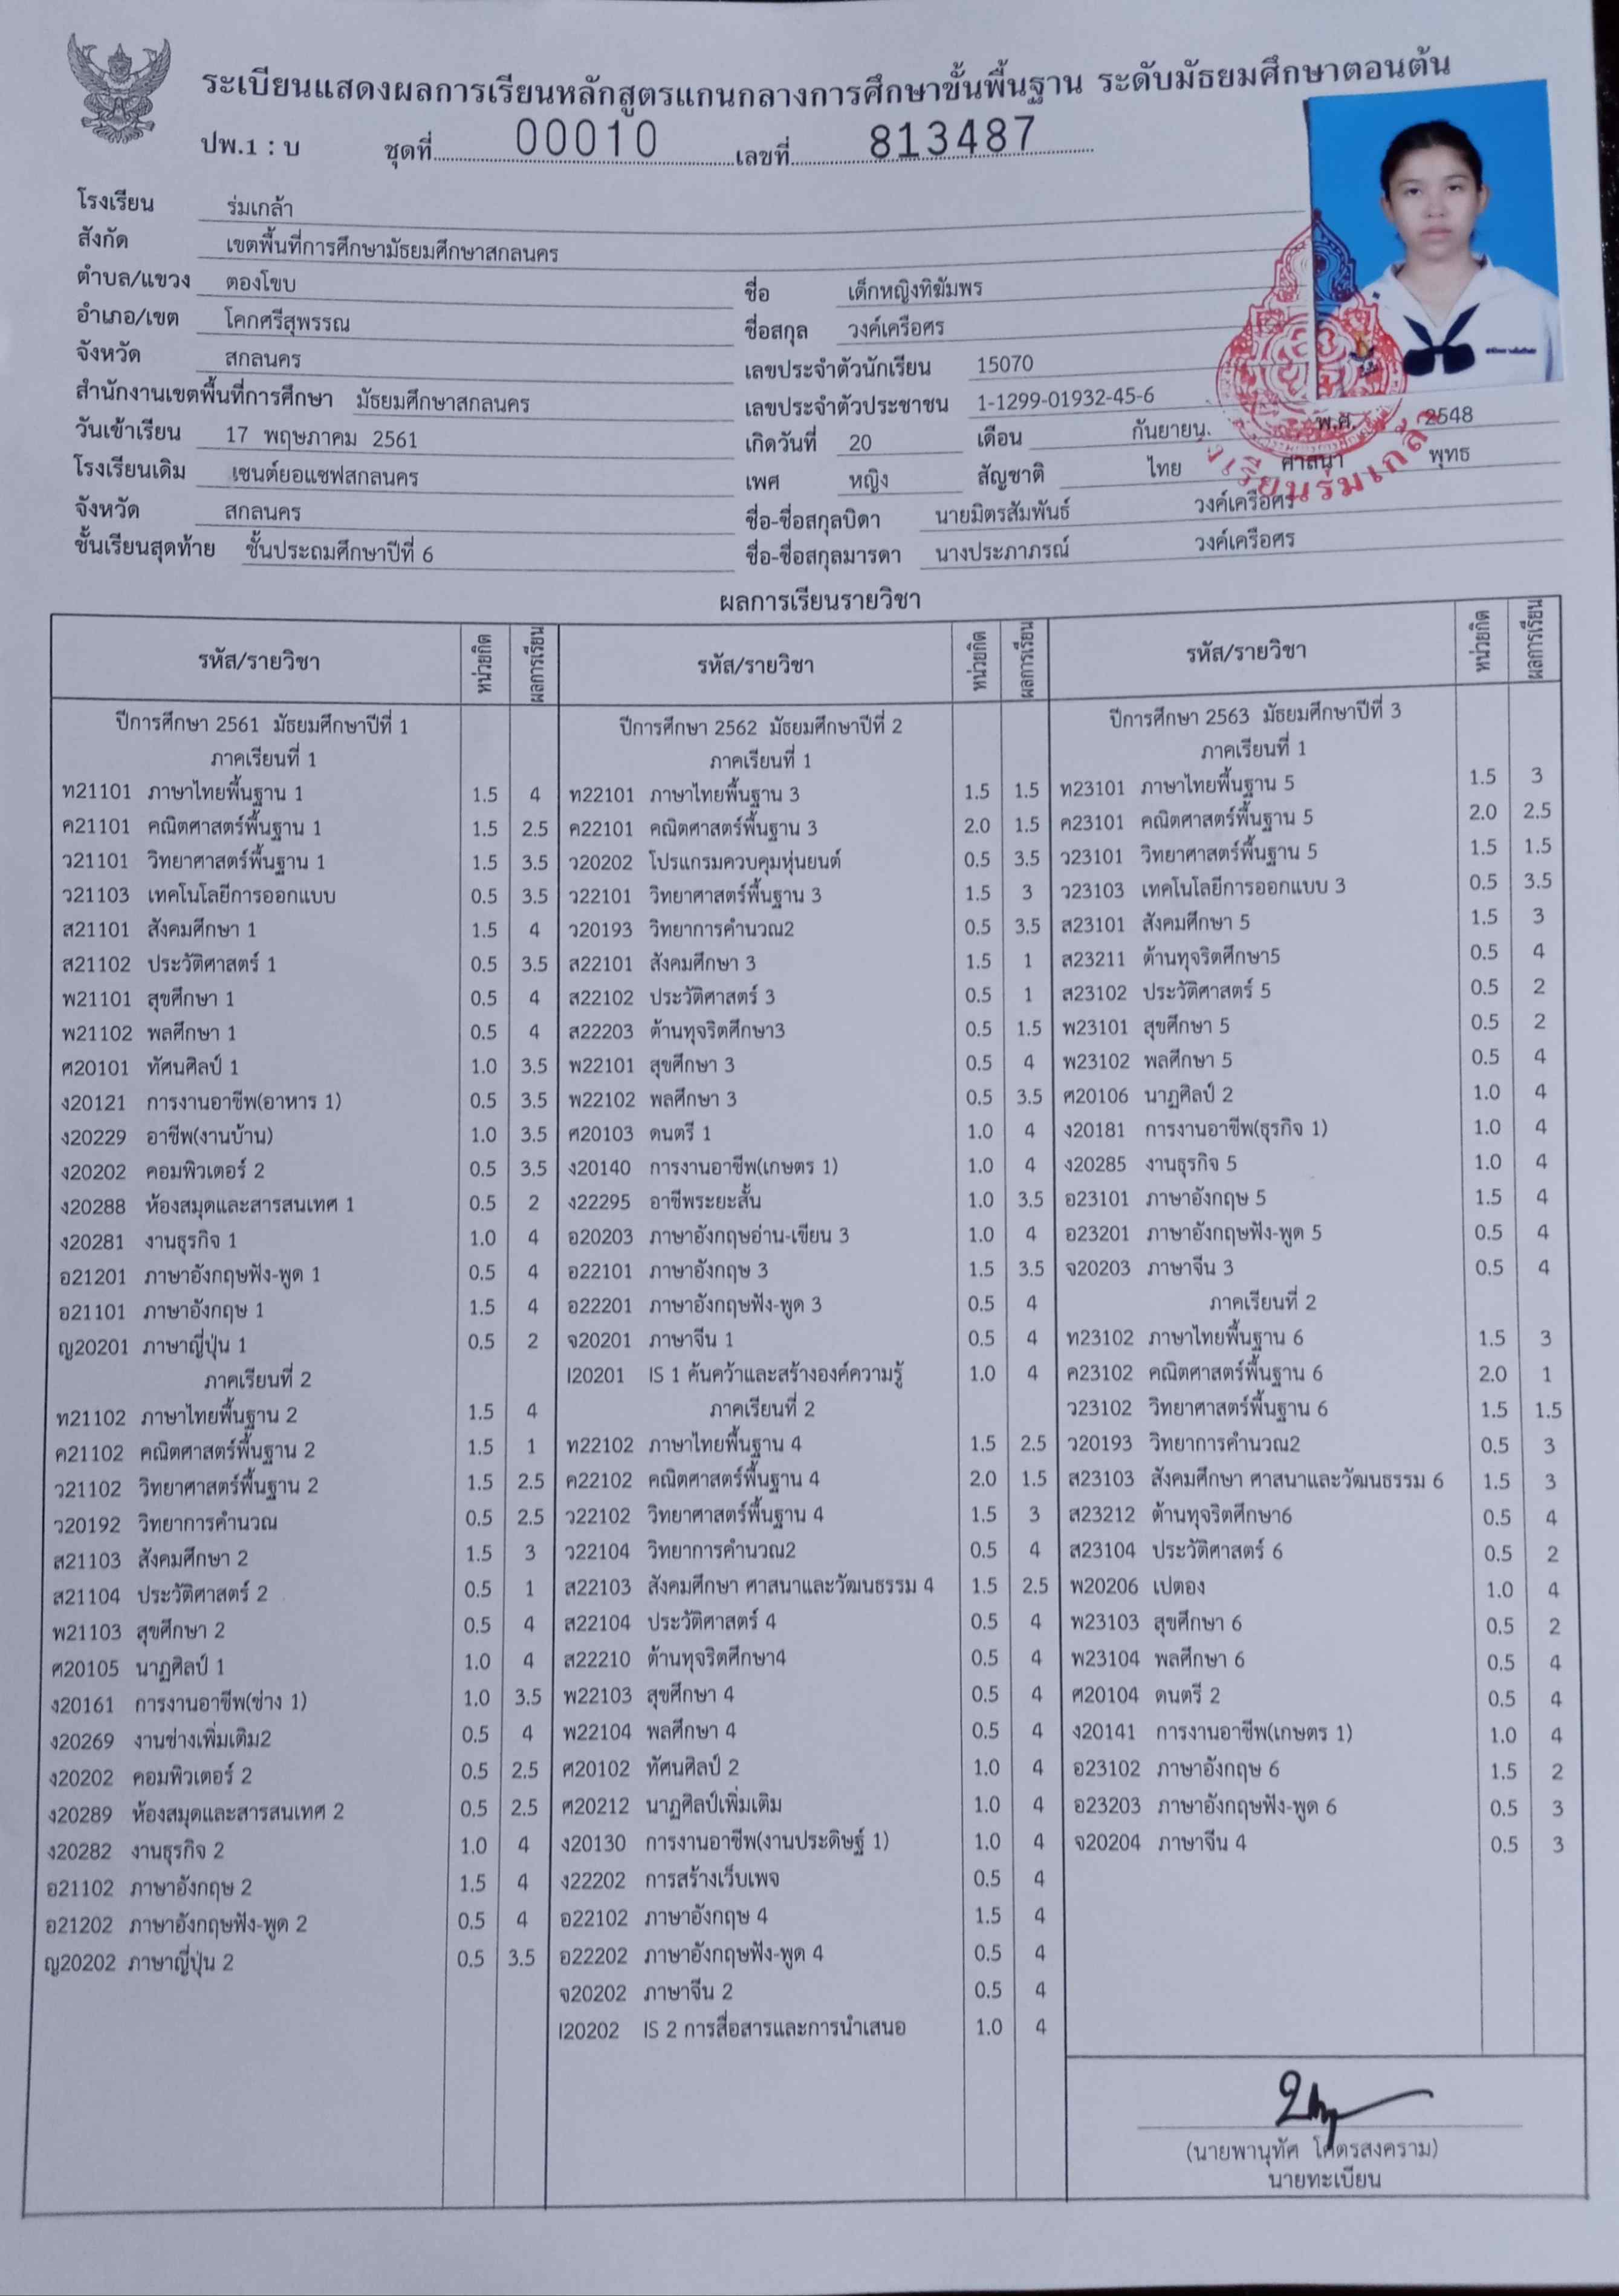 ระเบียนแสดงผลการเรียนหลักสูตรแกนกลางการศึกษาขั้นพื้นฐาน ระดับมัธยมศึกษาตอนต้น
ปพ.1 : บ ชุดที่ 00010 เลขที่ 813487
โรงเรียน ร่มเกล้า
สังกัด เขตพื้นที่การศึกษามัธยมศึกษาสกลนคร
ตำบล/แขวง ตองโขบ
อำเภอ/เขต โคกศรีสุพรรณ
จังหวัด สกลนคร
สำนักงานเขตพื้นที่การศึกษา มัธยมศึกษาสกลนคร
วันเข้าเรียน 17 พฤษภาคม 2561
โรงเรียนเดิม เซนต์ยอแซฟสกลนคร
จังหวัด สกลนคร
ชั้นเรียนสุดท้าย ชั้นประถมศึกษาปีที่ 6
ชื่อ เด็กหญิงทิฆัมพร
ชื่อสกุล วงค์เครือศร
เลขประจำตัวนักเรียน 15070
เลขประจำตัวประชาชน 1-1299-01932-45-6
เกิดวันที่ 20 เดือน กันยายน พ.ศ. 2548
เพศ หญิง สัญชาติ ไทย ศาสนา พุทธ
ชื่อ-ชื่อสกุลบิดา นายมิตรสัมพันธ์ วงค์เครือศร
ชื่อ-ชื่อสกุลมารดา นางประภาภรณ์ วงค์เครือศร
โรงเรียนร่มเกล้า
ผลการเรียนรายวิชา
รหัส/รายวิชา หน่วยกิต ผลการเรียน
ปีการศึกษา 2561 มัธยมศึกษาปีที่ 1
ภาคเรียนที่ 1
ท21101 ภาษาไทยพื้นฐาน 1 1.5 4
ค21101 คณิตศาสตร์พื้นฐาน 1 1.5 2.5
ว21101 วิทยาศาสตร์พื้นฐาน 1 1.5 3.5
ว21103 เทคโนโลยีการออกแบบ 0.5 3.5
ส21101 สังคมศึกษา 1 1.5 4
ส21102 ประวัติศาสตร์ 1 0.5 3.5
พ21101 สุขศึกษา 1 0.5 4
พ21102 พลศึกษา 1 0.5 4
ศ20101 ทัศนศิลป์ 1 1.0 3.5
ง20121 การงานอาชีพ(อาหาร 1) 0.5 3.5
ง20229 อาชีพ(งานบ้าน) 1.0 3.5
ง20202 คอมพิวเตอร์ 2 0.5 3.5
ง20288 ห้องสมุดและสารสนเทศ 1 0.5 2
ง20281 งานธุรกิจ 1 1.0 4
อ21201 ภาษาอังกฤษฟัง-พูด 1 0.5 4
อ21101 ภาษาอังกฤษ 1 1.5 4
ญ20201 ภาษาญี่ปุ่น 1 0.5 2
ภาคเรียนที่ 2
ท21102 ภาษาไทยพื้นฐาน 2 1.5 4
ค21102 คณิตศาสตร์พื้นฐาน 2 1.5 1
ว21102 วิทยาศาสตร์พื้นฐาน 2 1.5 2.5
ว20192 วิทยาการคำนวณ 0.5 2.5
ส21103 สังคมศึกษา 2 1.5 3
ส21104 ประวัติศาสตร์ 2 0.5 1
พ21103 สุขศึกษา 2 0.5 4
ศ20105 นาฏศิลป์ 1 1.0 4
ง20161 การงานอาชีพ(ช่าง 1) 1.0 3.5
ง20269 งานช่างเพิ่มเติม2 0.5 4
ง20202 คอมพิวเตอร์ 2 0.5 2.5
ง20289 ห้องสมุดและสารสนเทศ 2 0.5 2.5
ง20282 งานธุรกิจ 2 1.0 4
อ21102 ภาษาอังกฤษ 2 1.5 4
อ21202 ภาษาอังกฤษฟัง-พูด 2 0.5 4
ญ20202 ภาษาญี่ปุ่น 2 0.5 3.5
รหัส/รายวิชา หน่วยกิต ผลการเรียน
ปีการศึกษา 2562 มัธยมศึกษาปีที่ 2
ภาคเรียนที่ 1
ท22101 ภาษาไทยพื้นฐาน 3 1.5 1.5
ค22101 คณิตศาสตร์พื้นฐาน 3 2.0 1.5
ว20202 โปรแกรมควบคุมหุ่นยนต์ 0.5 3.5
ว22101 วิทยาศาสตร์พื้นฐาน 3 1.5 3
ว20193 วิทยาการคำนวณ2 0.5 3.5
ส22101 สังคมศึกษา 3 1.5 1
ส22102 ประวัติศาสตร์ 3 0.5 1
ส22203 ต้านทุจริตศึกษา3 0.5 1.5
พ22101 สุขศึกษา 3 0.5 4
พ22102 พลศึกษา 3 0.5 3.5
ศ20103 ดนตรี 1 1.0 4
ง20140 การงานอาชีพ(เกษตร 1) 1.0 4
ง22295 อาชีพระยะสั้น 1.0 3.5
อ20203 ภาษาอังกฤษอ่าน-เขียน 3 1.0 4
อ22101 ภาษาอังกฤษ 3 1.5 3.5
อ22201 ภาษาอังกฤษฟัง-พูด 3 0.5 4
จ20201 ภาษาจีน 1 0.5 4
I20201 IS 1 ค้นคว้าและสร้างองค์ความรู้ 1.0 4
ภาคเรียนที่ 2
ท22102 ภาษาไทยพื้นฐาน 4 1.5 2.5
ค22102 คณิตศาสตร์พื้นฐาน 4 2.0 1.5
ว22102 วิทยาศาสตร์พื้นฐาน 4 1.5 3
ว22104 วิทยาการคำนวณ2 0.5 4
ส22103 สังคมศึกษา ศาสนาและวัฒนธรรม 4 1.5 2.5
ส22104 ประวัติศาสตร์ 4 0.5 4
ส22210 ต้านทุจริตศึกษา4 0.5 4
พ22103 สุขศึกษา 4 0.5 4
พ22104 พลศึกษา 4 0.5 4
ศ20102 ทัศนศิลป์ 2 1.0 4
ศ20212 นาฏศิลป์เพิ่มเติม 1.0 4
ง20130 การงานอาชีพ(งานประดิษฐ์ 1) 1.0 4
ง22202 การสร้างเว็บเพจ 0.5 4
อ22102 ภาษาอังกฤษ 4 1.5 4
อ22202 ภาษาอังกฤษฟัง-พูด 4 0.5 4
จ20202 ภาษาจีน 2 0.5 4
I20202 IS 2 การสื่อสารและการนำเสนอ 1.0 4
รหัส/รายวิชา หน่วยกิต ผลการเรียน
ปีการศึกษา 2563 มัธยมศึกษาปีที่ 3
ภาคเรียนที่ 1
ท23101 ภาษาไทยพื้นฐาน 5 1.5 3
ค23101 คณิตศาสตร์พื้นฐาน 5 2.0 2.5
ว23101 วิทยาศาสตร์พื้นฐาน 5 1.5 1.5
ว23103 เทคโนโลยีการออกแบบ 3 0.5 3.5
ส23101 สังคมศึกษา 5 1.5 3
ส23211 ต้านทุจริตศึกษา5 0.5 4
ส23102 ประวัติศาสตร์ 5 0.5 2
พ23101 สุขศึกษา 5 0.5 2
พ23102 พลศึกษา 5 0.5 4
ศ20106 นาฏศิลป์ 2 1.0 4
ง20181 การงานอาชีพ(ธุรกิจ 1) 1.0 4
ง20285 งานธุรกิจ 5 1.0 4
อ23101 ภาษาอังกฤษ 5 1.5 4
อ23201 ภาษาอังกฤษฟัง-พูด 5 0.5 4
จ20203 ภาษาจีน 3 0.5 4
ภาคเรียนที่ 2
ท23102 ภาษาไทยพื้นฐาน 6 1.5 3
ค23102 คณิตศาสตร์พื้นฐาน 6 2.0 1
ว23102 วิทยาศาสตร์พื้นฐาน 6 1.5 1.5
ว20193 วิทยาการคำนวณ2 0.5 3
ส23103 สังคมศึกษา ศาสนาและวัฒนธรรม 6 1.5 3
ส23212 ต้านทุจริตศึกษา6 0.5 4
ส23104 ประวัติศาสตร์ 6 0.5 2
พ20206 เปตอง 1.0 4
พ23103 สุขศึกษา 6 0.5 2
พ23104 พลศึกษา 6 0.5 4
ศ20104 ดนตรี 2 0.5 4
ง20141 การงานอาชีพ(เกษตร 1) 1.0 4
อ23102 ภาษาอังกฤษ 6 1.5 2
อ23203 ภาษาอังกฤษฟัง-พูด 6 0.5 3
จ20204 ภาษาจีน 4 0.5 3
(นายพานุทัศ โคตรสงคราม)
นายทะเบียน